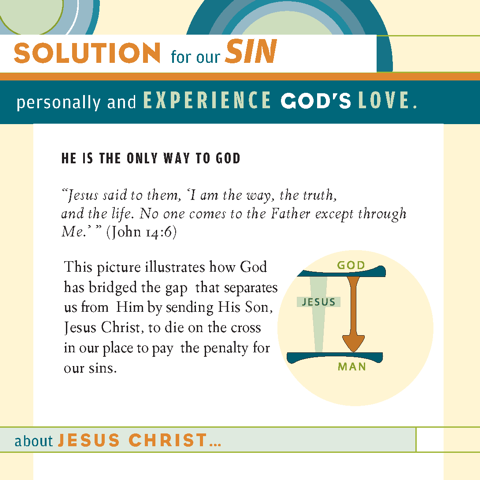 SOLUTION for our SIN
personally and EXPERIENCE GOD'S LOVE.
HE IS THE ONLY WAY TO GOD
“Jesus said to them, ‘I am the way, the truth,
and the life. No one comes to the Father except through
Me.’ ” (John 14:6)
This picture illustrates how God
has bridged the gap that separates
us from Him by sending His Son,
Jesus Christ, to die on the cross
in our place to pay the penalty for
our sins.
GOD
JESUS
MAN
about JESUS CHRIST...